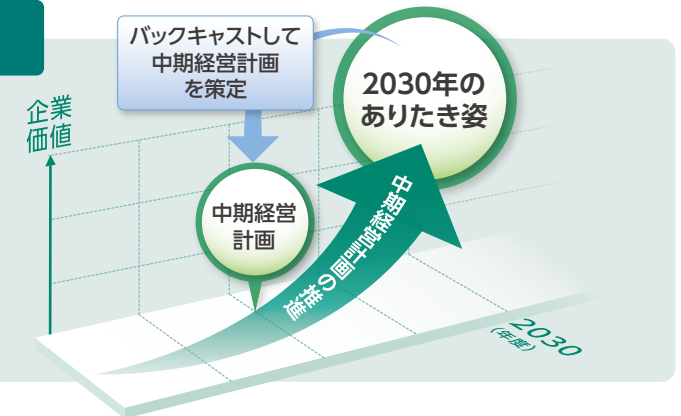 バックキャストして
中期経営計画
を策定
2030年の
ありたき姿
企業
価値
中期経営
計画
中期経営計画の推進
2030
(年度)